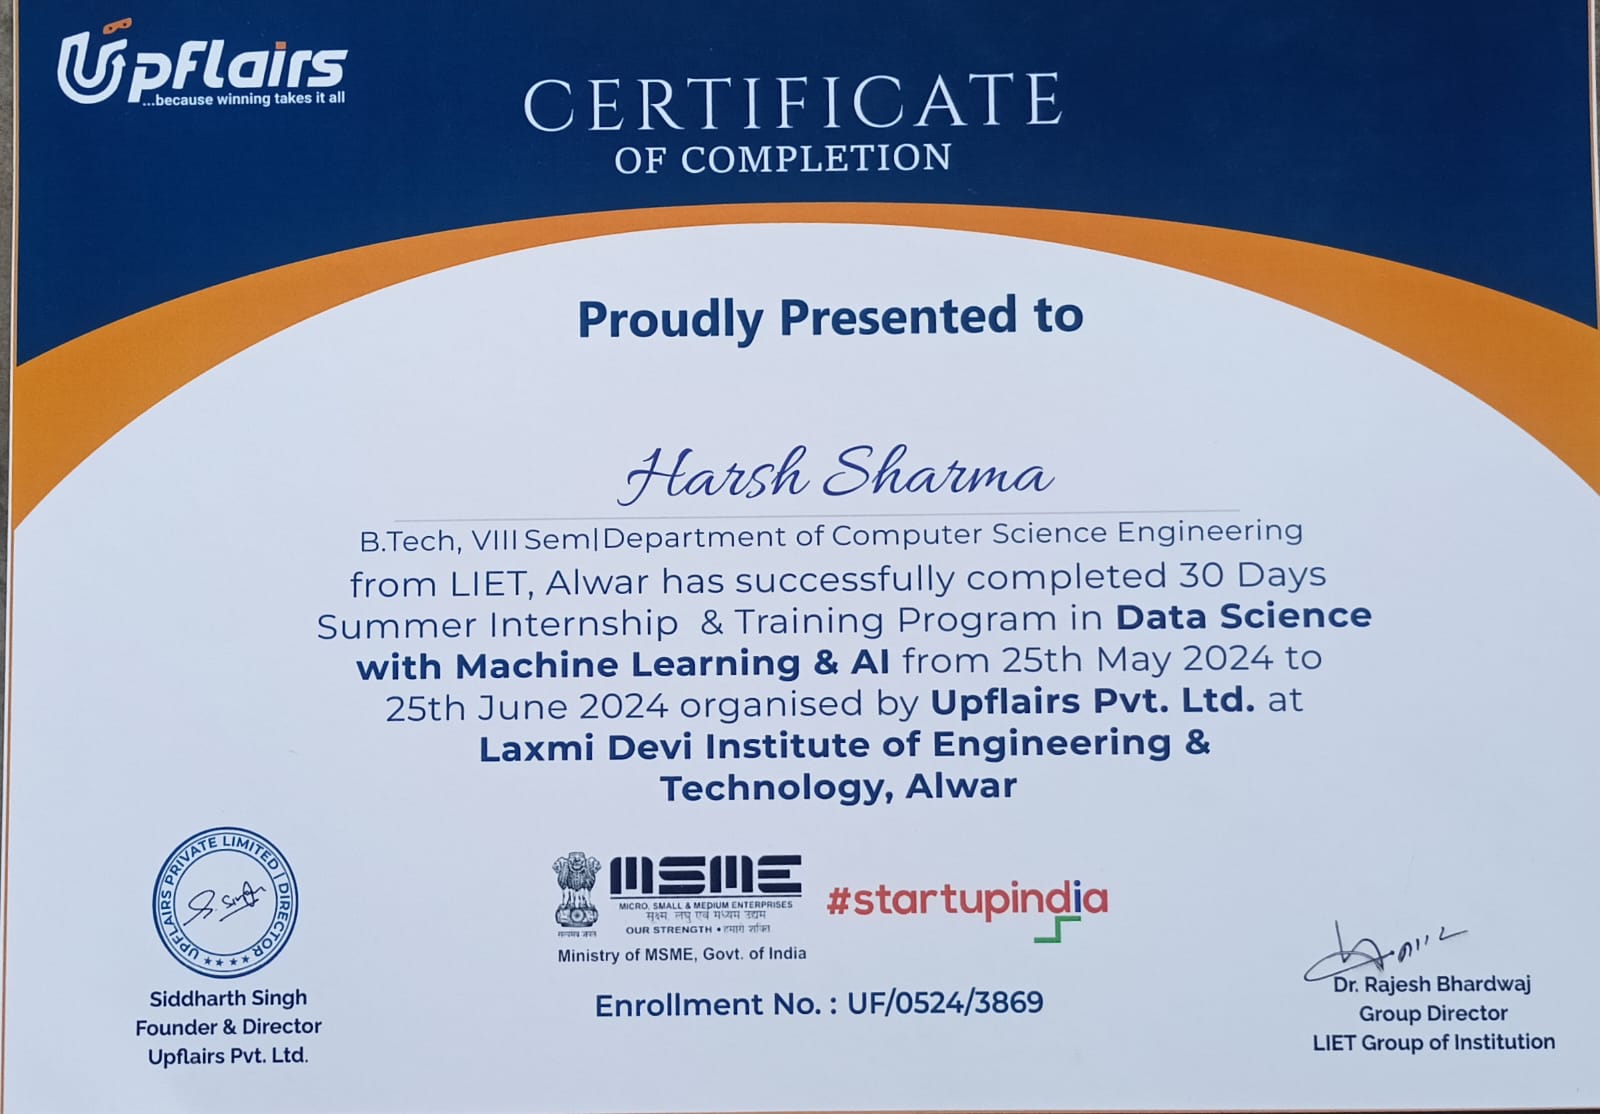 UpFlairs
...because winning takes it all
CERTIFICATE
OF COMPLETION
Proudly Presented to
Harsh Sharma
B.Tech, VIII Sem|Department of Computer Science Engineering
from LIET, Alwar has successfully completed 30 Days
Summer Internship & Training Program in Data Science
with Machine Learning & AI from 25th May 2024 to
25th June 2024 organised by Upflairs Pvt. Ltd. at
Laxmi Devi Institute of Engineering &
Technology, Alwar
UPFLAIRS PRIVATE LIMITED | DIRECTOR
S. Singh
Siddharth Singh
Founder & Director
Upflairs Pvt. Ltd.
सत्यमेव जयते
MSME
MICRO, SMALL & MEDIUM ENTERPRISES
सूक्ष्म, लघु एवं मध्यम उद्यम
OUR STRENGTH • हमारी शक्ति
Ministry of MSME, Govt. of India
#startupindia
Enrollment No. : UF/0524/3869
Dr. Rajesh Bhardwaj
Group Director
LIET Group of Institution